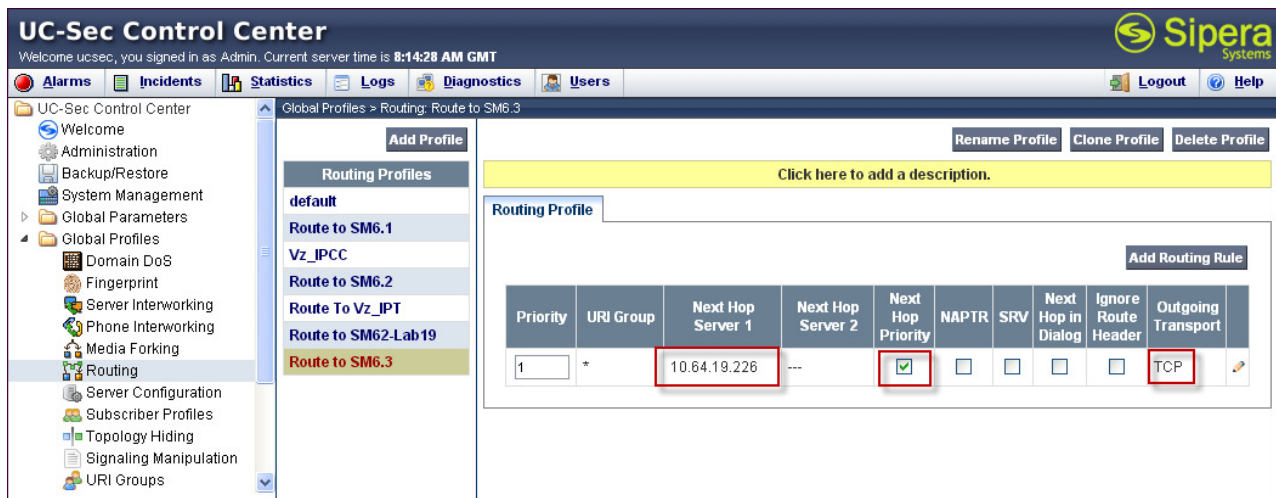 UC-Sec Control Center
Sipera
Systems
Welcome ucsec, you signed in as Admin. Current server time is 8:14:28 AM GMT
Alarms Incidents Statistics Logs Diagnostics Users Logout Help
UC-Sec Control Center
Welcome
Administration
Backup/Restore
System Management
Global Parameters
Global Profiles
Domain DoS
Fingerprint
Server Interworking
Phone Interworking
Media Forking
Routing
Server Configuration
Subscriber Profiles
Topology Hiding
Signaling Manipulation
URI Groups
Global Profiles > Routing: Route to SM6.3
Add Profile
Routing Profiles
default
Route to SM6.1
Vz_IPCC
Route to SM6.2
Route To Vz_IPT
Route to SM62-Lab19
Route to SM6.3
Rename Profile Clone Profile Delete Profile
Click here to add a description.
Routing Profile
Add Routing Rule
Priority URI Group Next Hop Server 1 Next Hop Server 2 Next Hop Priority NAPTR SRV Next Hop in Dialog Ignore Route Header Outgoing Transport
1 * 10.64.19.226 --- TCP